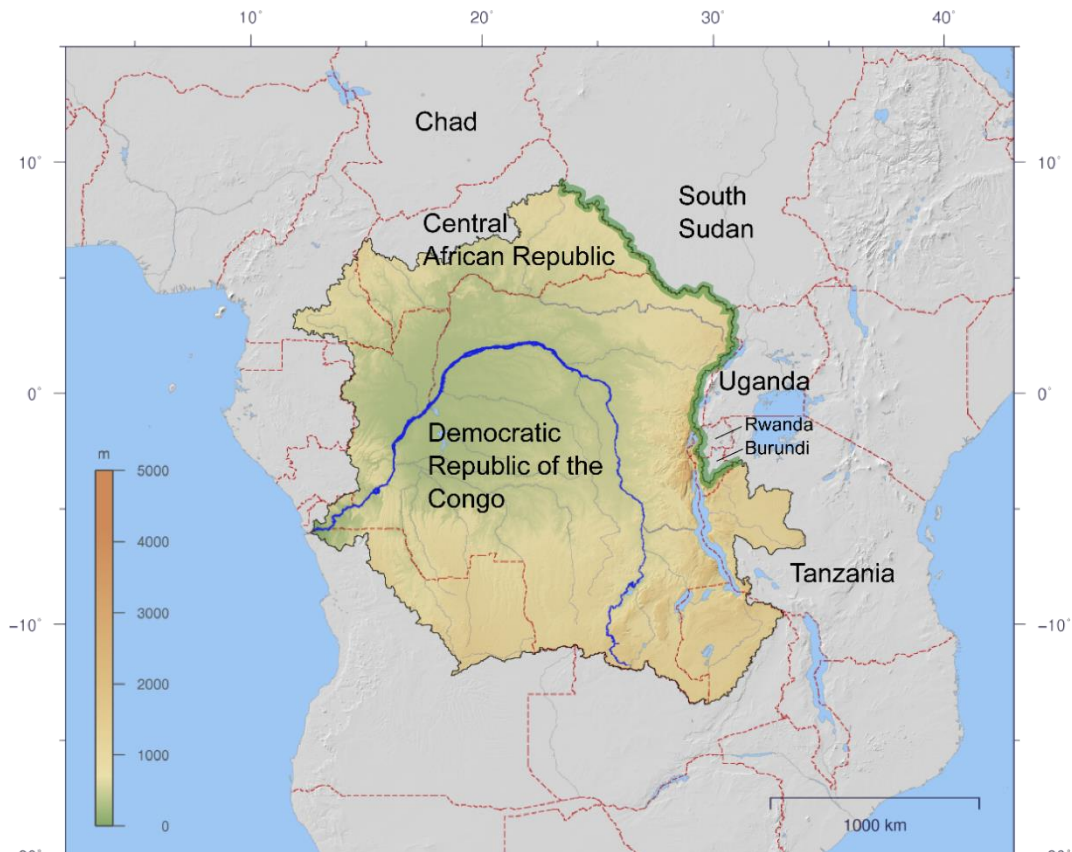 10°
20°
30°
40°
Chad
10°
10°
South
Sudan
Central
African Republic
0°
0°
Uganda
Rwanda
Burundi
Democratic
Republic of the
Congo
m
5000
4000
3000
2000
1000
0
Tanzania
−10°
−10°
1000 km